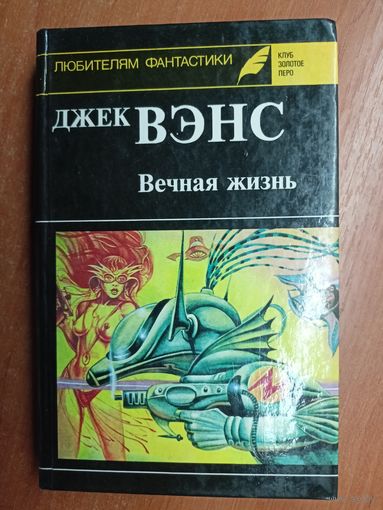 ЛЮБИТЕЛЯМ ФАНТАСТИКИ
КЛУБ
ЗОЛОТОЕ
ПЕРО
ДЖЕК ВЭНС
Вечная жизнь